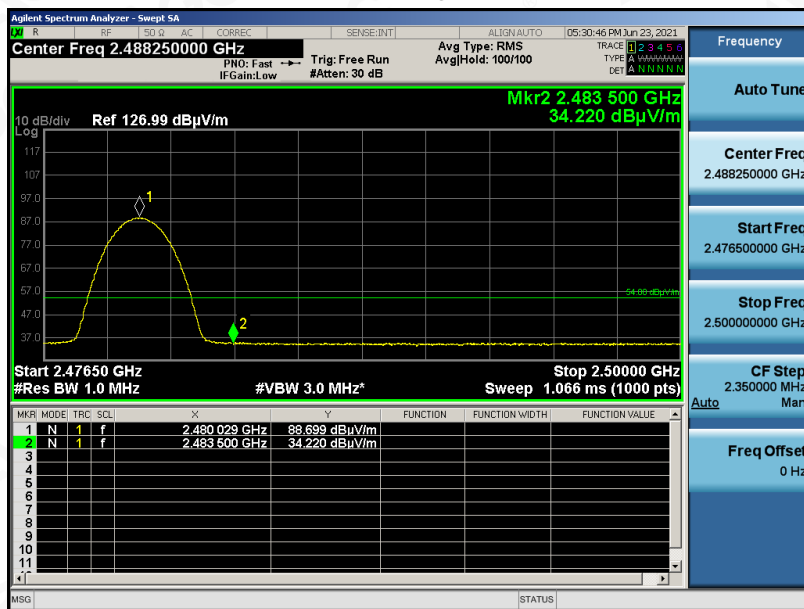 Agilent Spectrum Analyzer - Swept SA
LXI R RF 50 Ω AC CORREC SENSE:INT ALIGN AUTO 05:30:46 PM Jun 23, 2021
Center Freq 2.488250000 GHz
Avg Type: RMS
TRACE 1 2 3 4 5 6
PNO: Fast Trig: Free Run Avg|Hold: 100/100
TYPE A WWWWW
IFGain:Low #Atten: 30 dB
DET A N N N N N
Mkr2 2.483 500 GHz
34.220 dBµV/m
10 dB/div Ref 126.99 dBµV/m
Log
117
107
97.0
87.0
77.0
67.0
57.0
47.0
37.0
1
2
54.00 dBµV/m
Start 2.47650 GHz Stop 2.50000 GHz
#Res BW 1.0 MHz #VBW 3.0 MHz* Sweep 1.066 ms (1000 pts)
MKR MODE TRC SCL X Y FUNCTION FUNCTION WIDTH FUNCTION VALUE
1 N 1 f 2.480 029 GHz 88.699 dBµV/m
2 N 1 f 2.483 500 GHz 34.220 dBµV/m
3
4
5
6
7
8
9
10
11
MSG STATUS
Frequency
Auto Tune
Center Freq
2.488250000 GHz
Start Freq
2.476500000 GHz
Stop Freq
2.500000000 GHz
CF Step
2.350000 MHz
Auto Man
Freq Offset
0 Hz